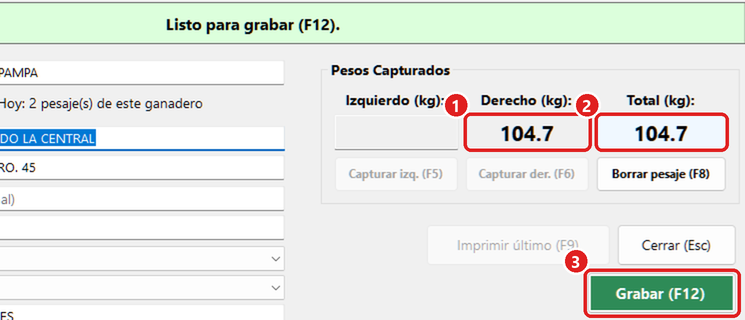 Listo para grabar (F12).
PAMPA
Hoy: 2 pesaje(s) de este ganadero
DO LA CENTRAL
RO. 45
al)
ES
Pesos Capturados
Izquierdo (kg): 1 Derecho (kg): 2 Total (kg):
104.7 104.7
Capturar izq. (F5) Capturar der. (F6) Borrar pesaje (F8)
Imprimir último (F9) Cerrar (Esc)
3
Grabar (F12)